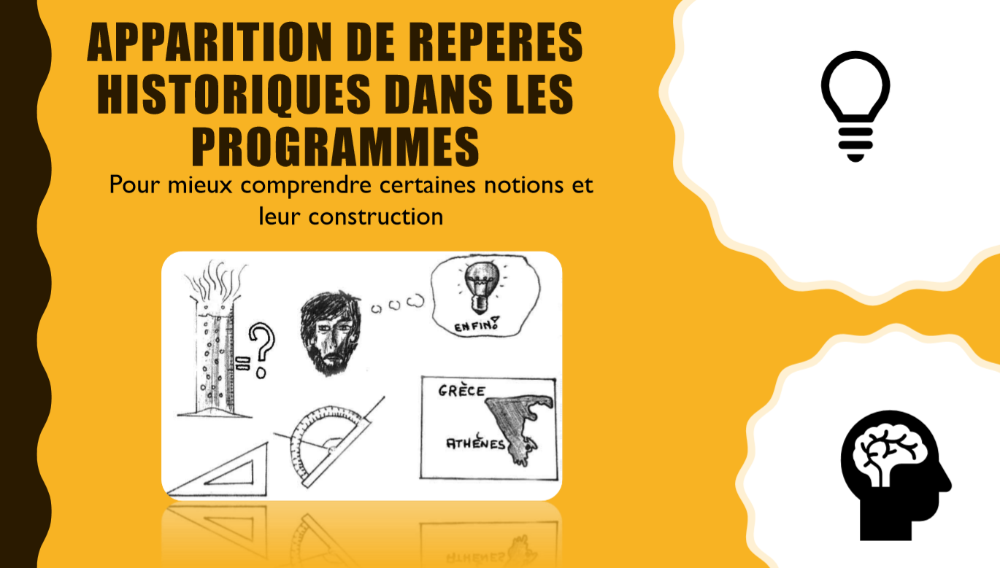 APPARITION DE REPERES
HISTORIQUES DANS LES
PROGRAMMES
Pour mieux comprendre certaines notions et
leur construction
ENFIN!
=?
GRÈCE
ATHÈNES